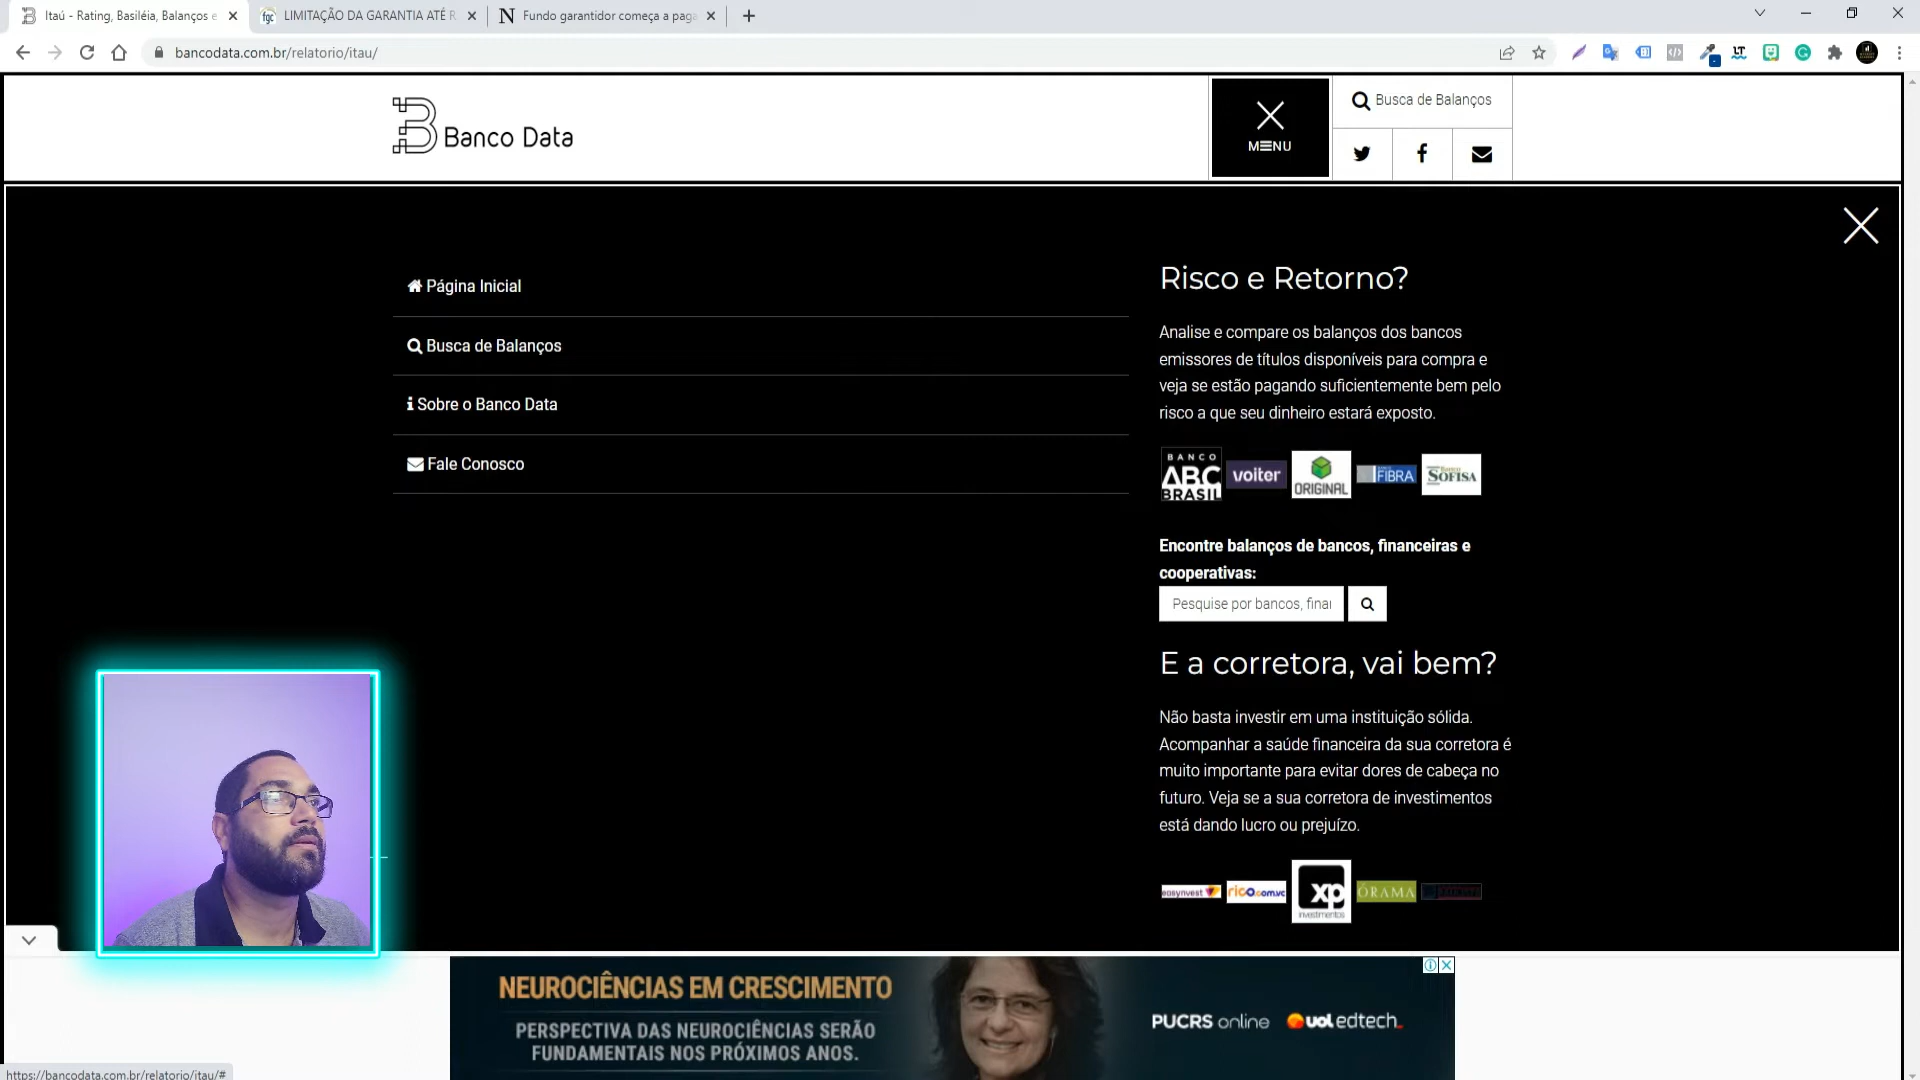 Itaú - Rating, Basiléia, Balanços e
LIMITAÇÃO DA GARANTIA ATÉ R
Fundo garantidor começa a paga
bancodata.com.br/relatorio/itau/
Banco Data
MENU
Busca de Balanços
Página Inicial
Busca de Balanços
Sobre o Banco Data
Fale Conosco
Risco e Retorno?
Analise e compare os balanços dos bancos
emissores de títulos disponíveis para compra e
veja se estão pagando suficientemente bem pelo
risco a que seu dinheiro estará exposto.
BANCO
ABC
BRASIL
voiter
ORIGINAL
FIBRA
Banco
SOFISA
Encontre balanços de bancos, financeiras e
cooperativas:
Pesquise por bancos, finar
E a corretora, vai bem?
Não basta investir em uma instituição sólida.
Acompanhar a saúde financeira da sua corretora é
muito importante para evitar dores de cabeça no
futuro. Veja se a sua corretora de investimentos
está dando lucro ou prejuízo.
easynvest
rico.com.vc
xp
investimentos
ÓRAMA
NEUROCIÊNCIAS EM CRESCIMENTO
PERSPECTIVA DAS NEUROCIÊNCIAS SERÃO
FUNDAMENTAIS NOS PRÓXIMOS ANOS.
PUCRS online
uol edtech_
https://bancodata.com.br/relatorio/itau/#